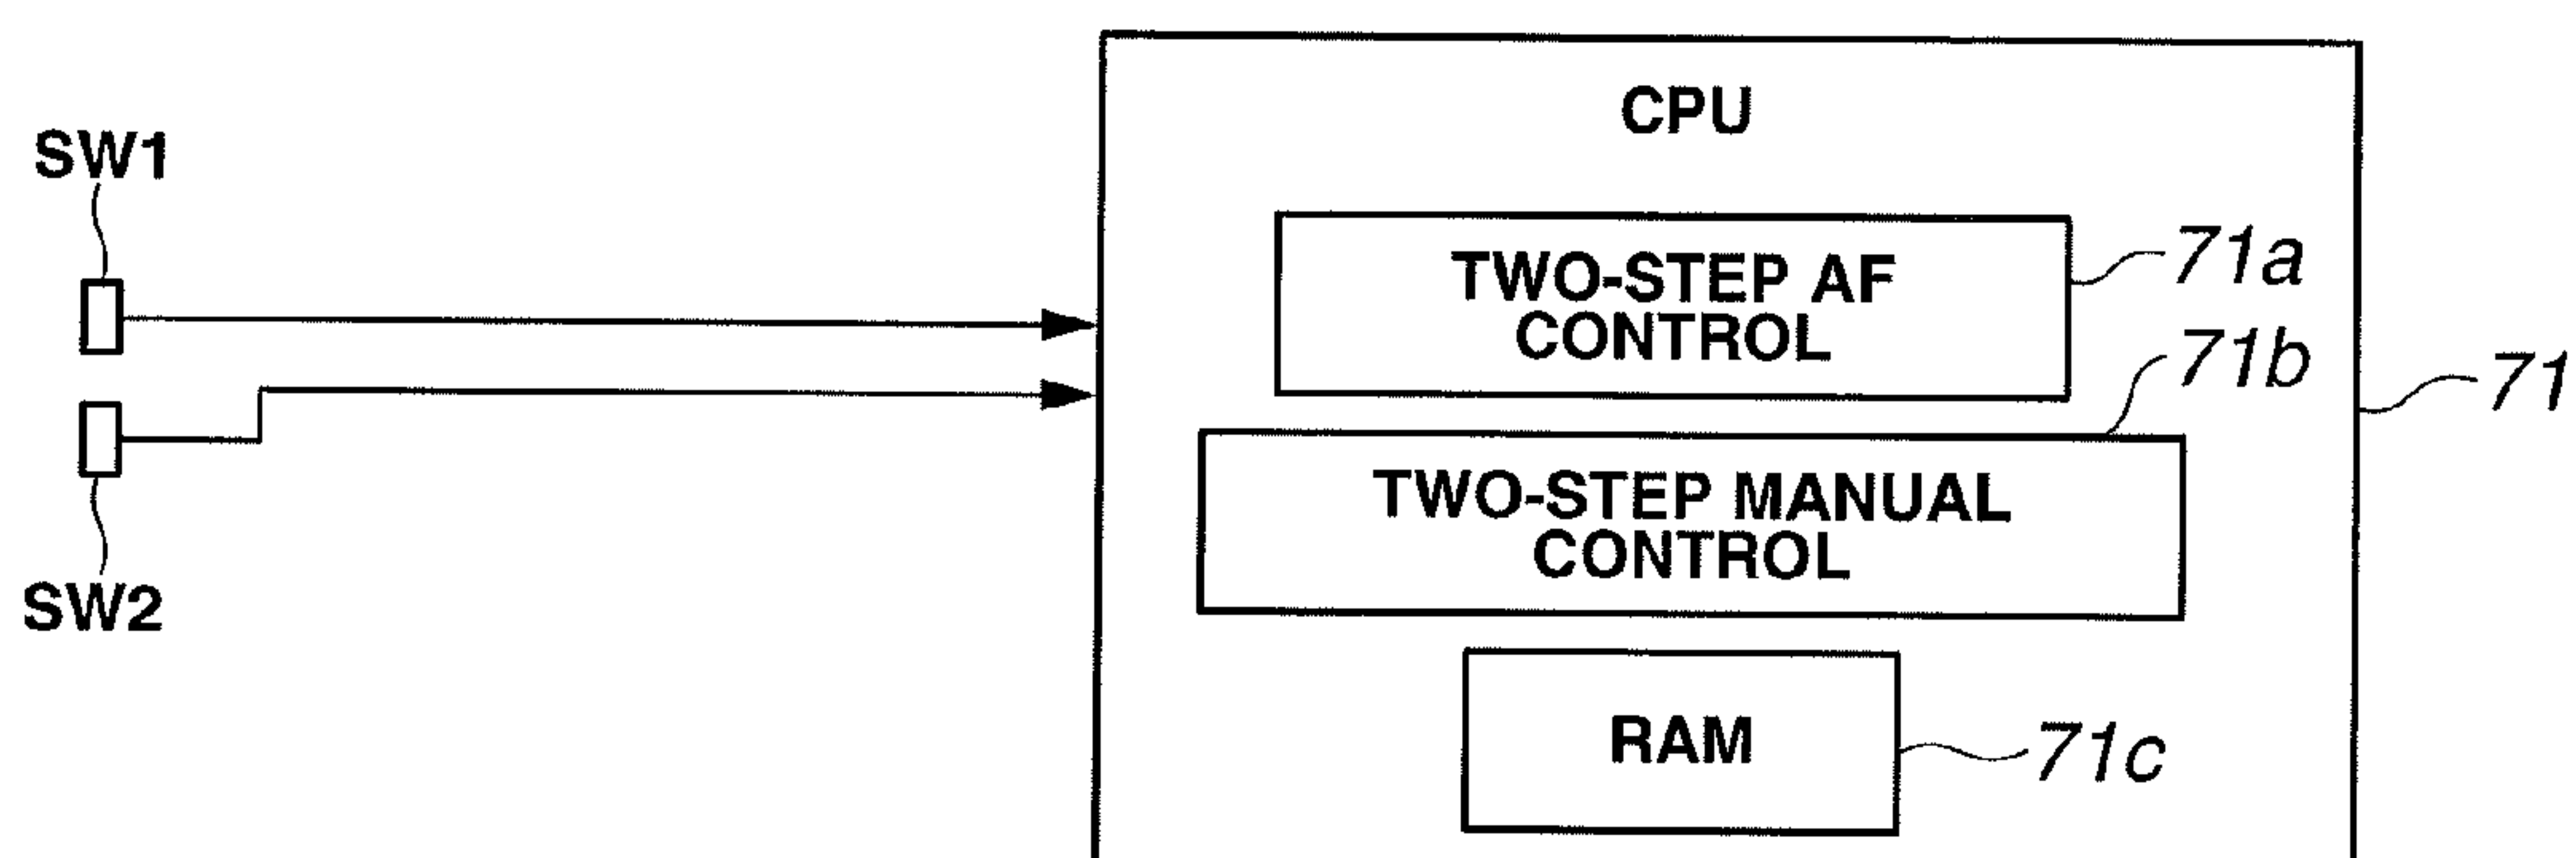 CPU
SW1
TWO-STEP AF
CONTROL
71a
71b
71
TWO-STEP MANUAL
CONTROL
SW2
RAM
71c